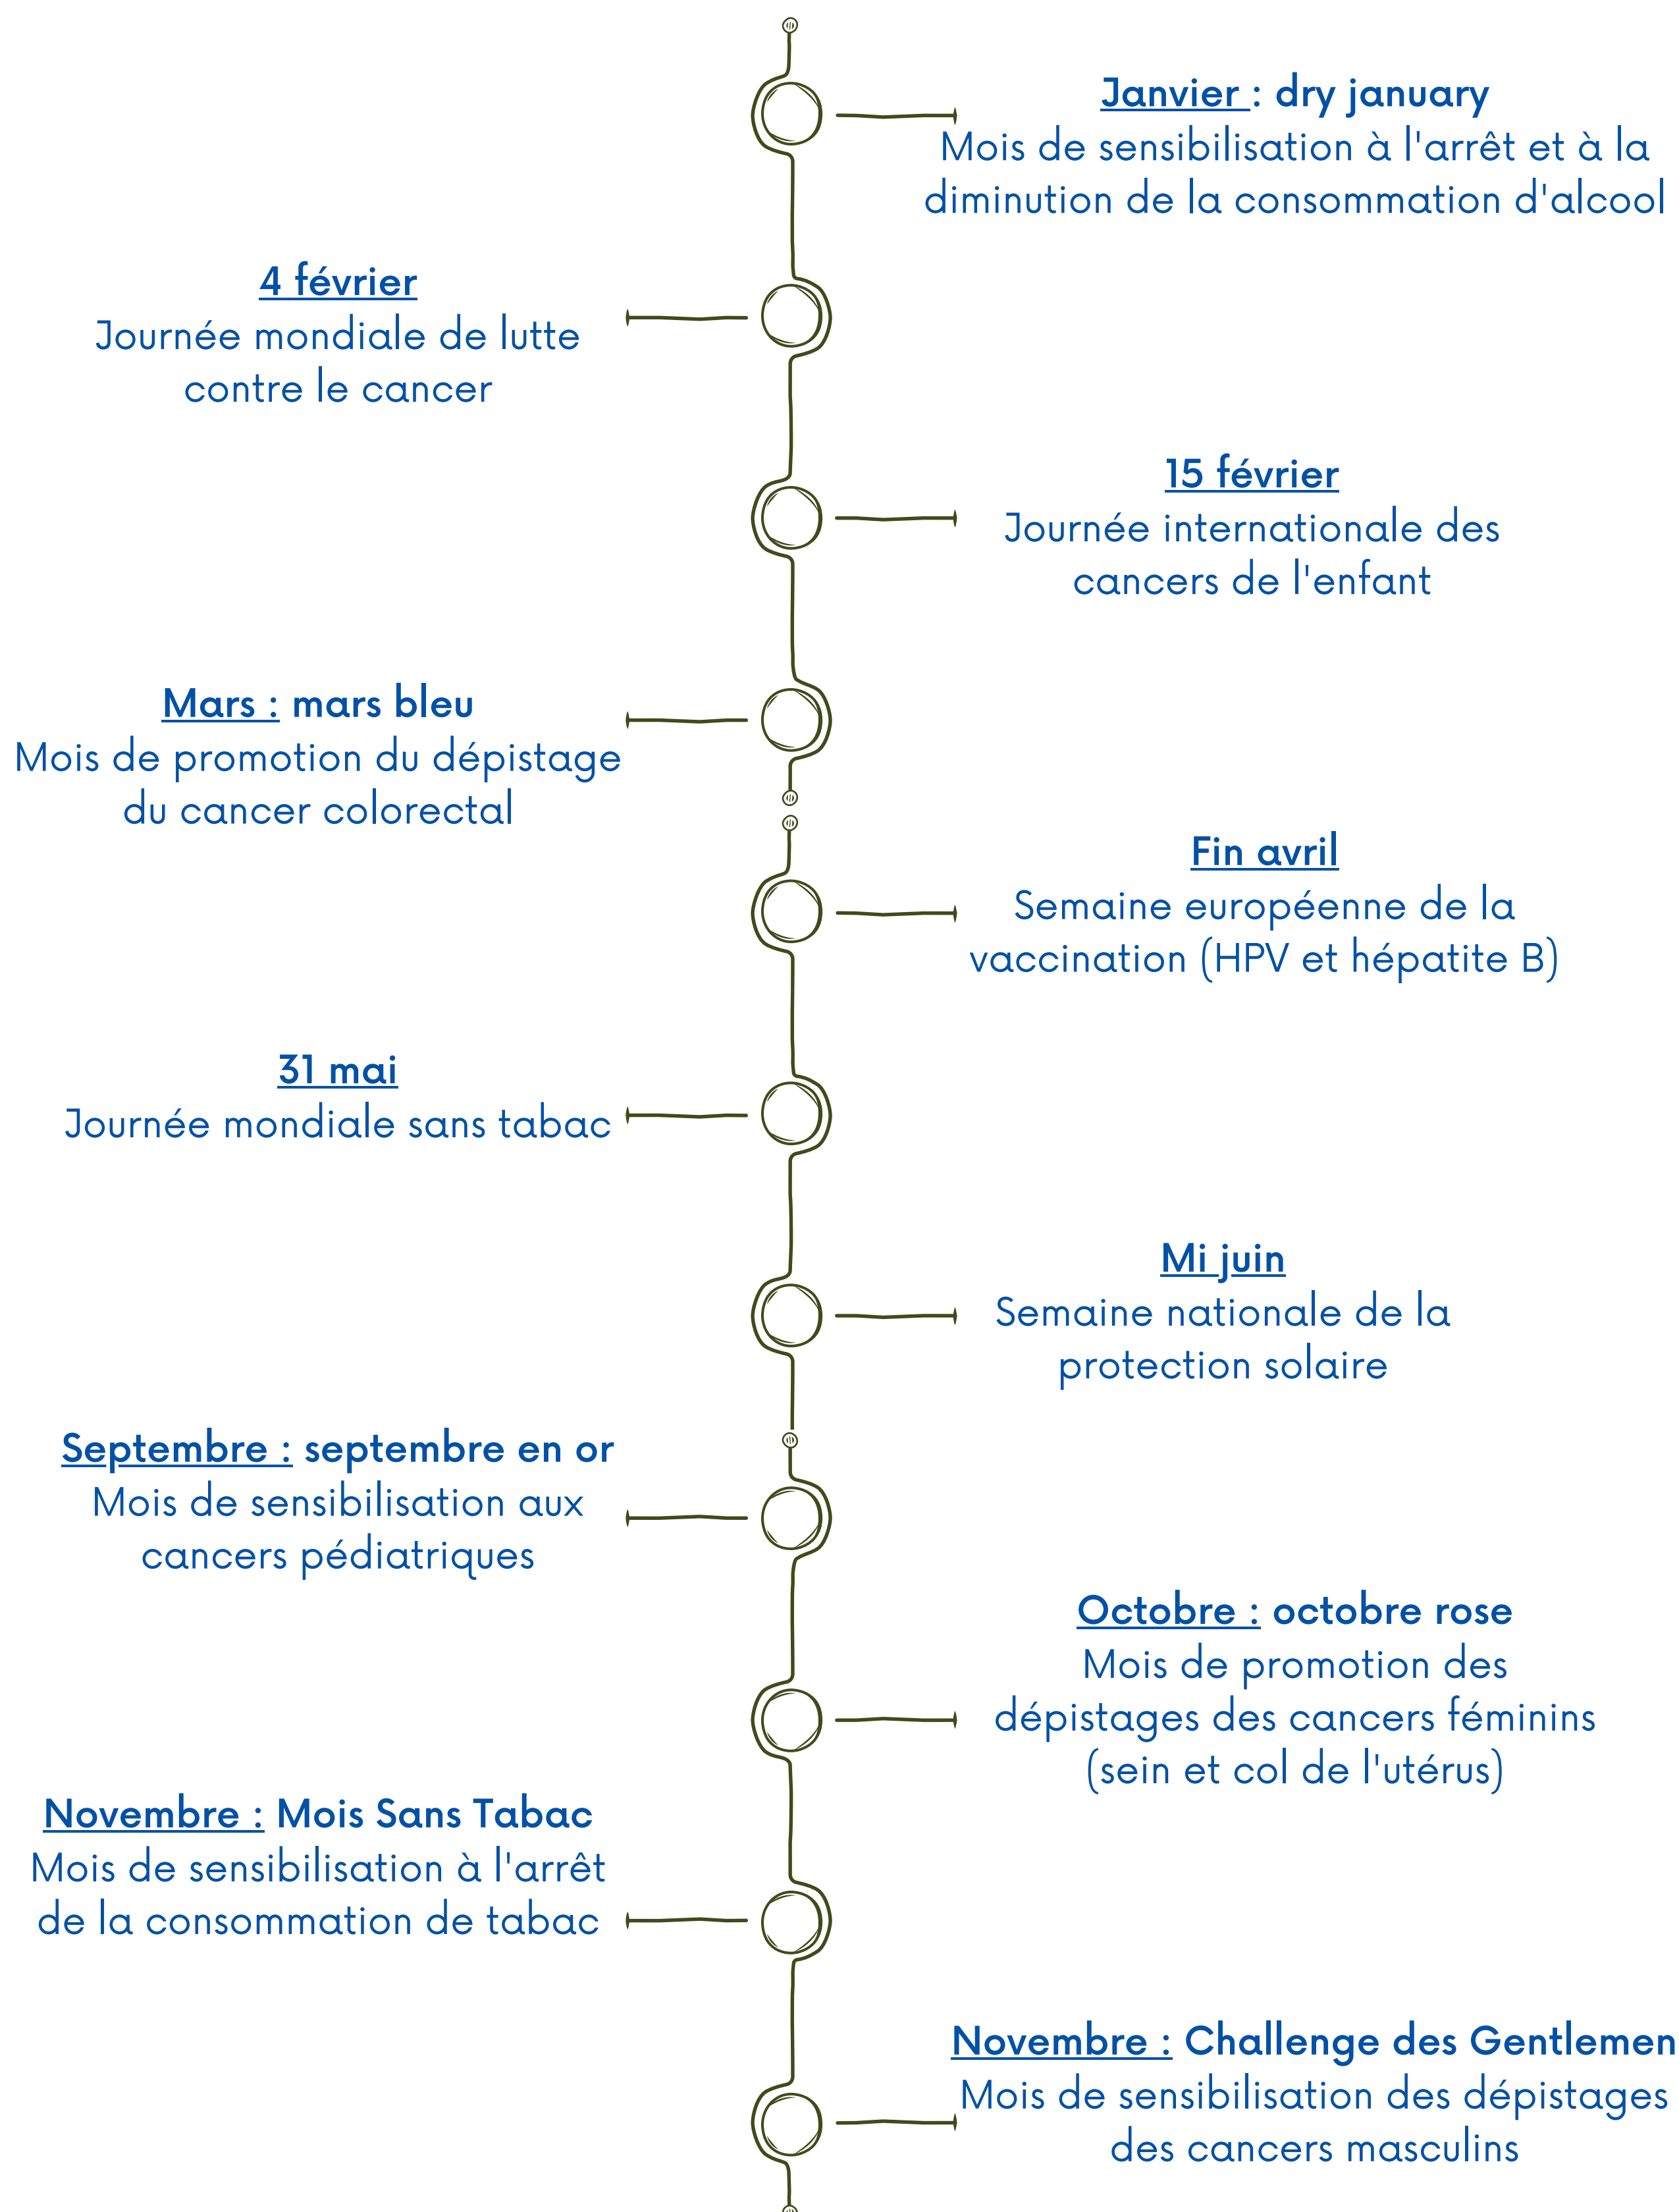 Janvier : dry january
Mois de sensibilisation à l'arrêt et à la
diminution de la consommation d'alcool
4 février
Journée mondiale de lutte
contre le cancer
15 février
Journée internationale des
cancers de l'enfant
Mars : mars bleu
Mois de promotion du dépistage
du cancer colorectal
Fin avril
Semaine européenne de la
vaccination (HPV et hépatite B)
31 mai
Journée mondiale sans tabac
Mi juin
Semaine nationale de la
protection solaire
Septembre : septembre en or
Mois de sensibilisation aux
cancers pédiatriques
Octobre : octobre rose
Mois de promotion des
dépistages des cancers féminins
(sein et col de l'utérus)
Novembre : Mois Sans Tabac
Mois de sensibilisation à l'arrêt
de la consommation de tabac
Novembre : Challenge des Gentlemen
Mois de sensibilisation des dépistages
des cancers masculins